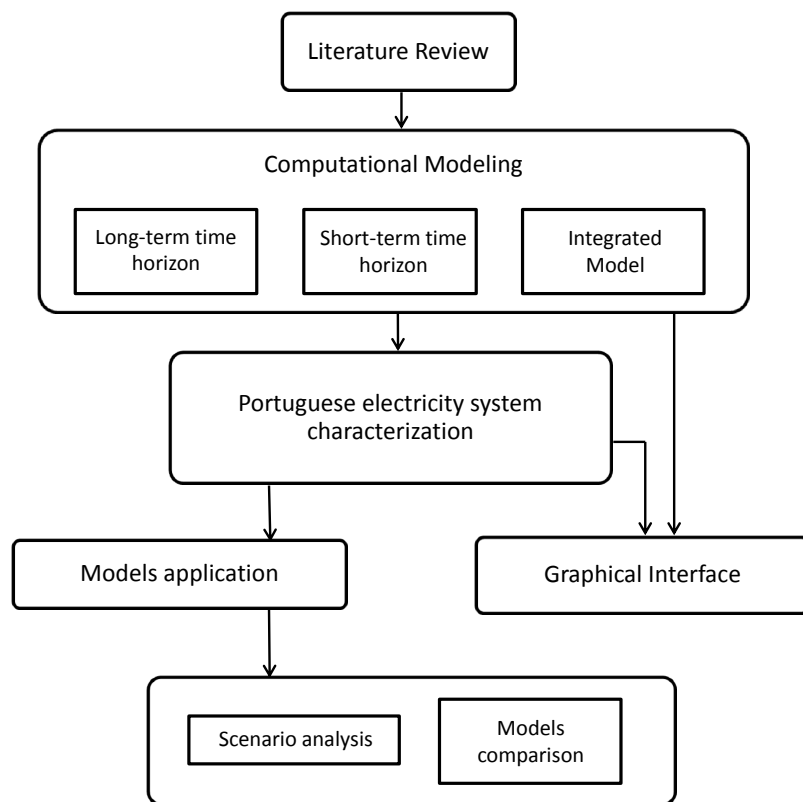 Literature Review
Computational Modeling
Long-term time
horizon
Short-term time
horizon
Integrated
Model
Portuguese electricity system
characterization
Models application
Graphical Interface
Scenario analysis
Models
comparison